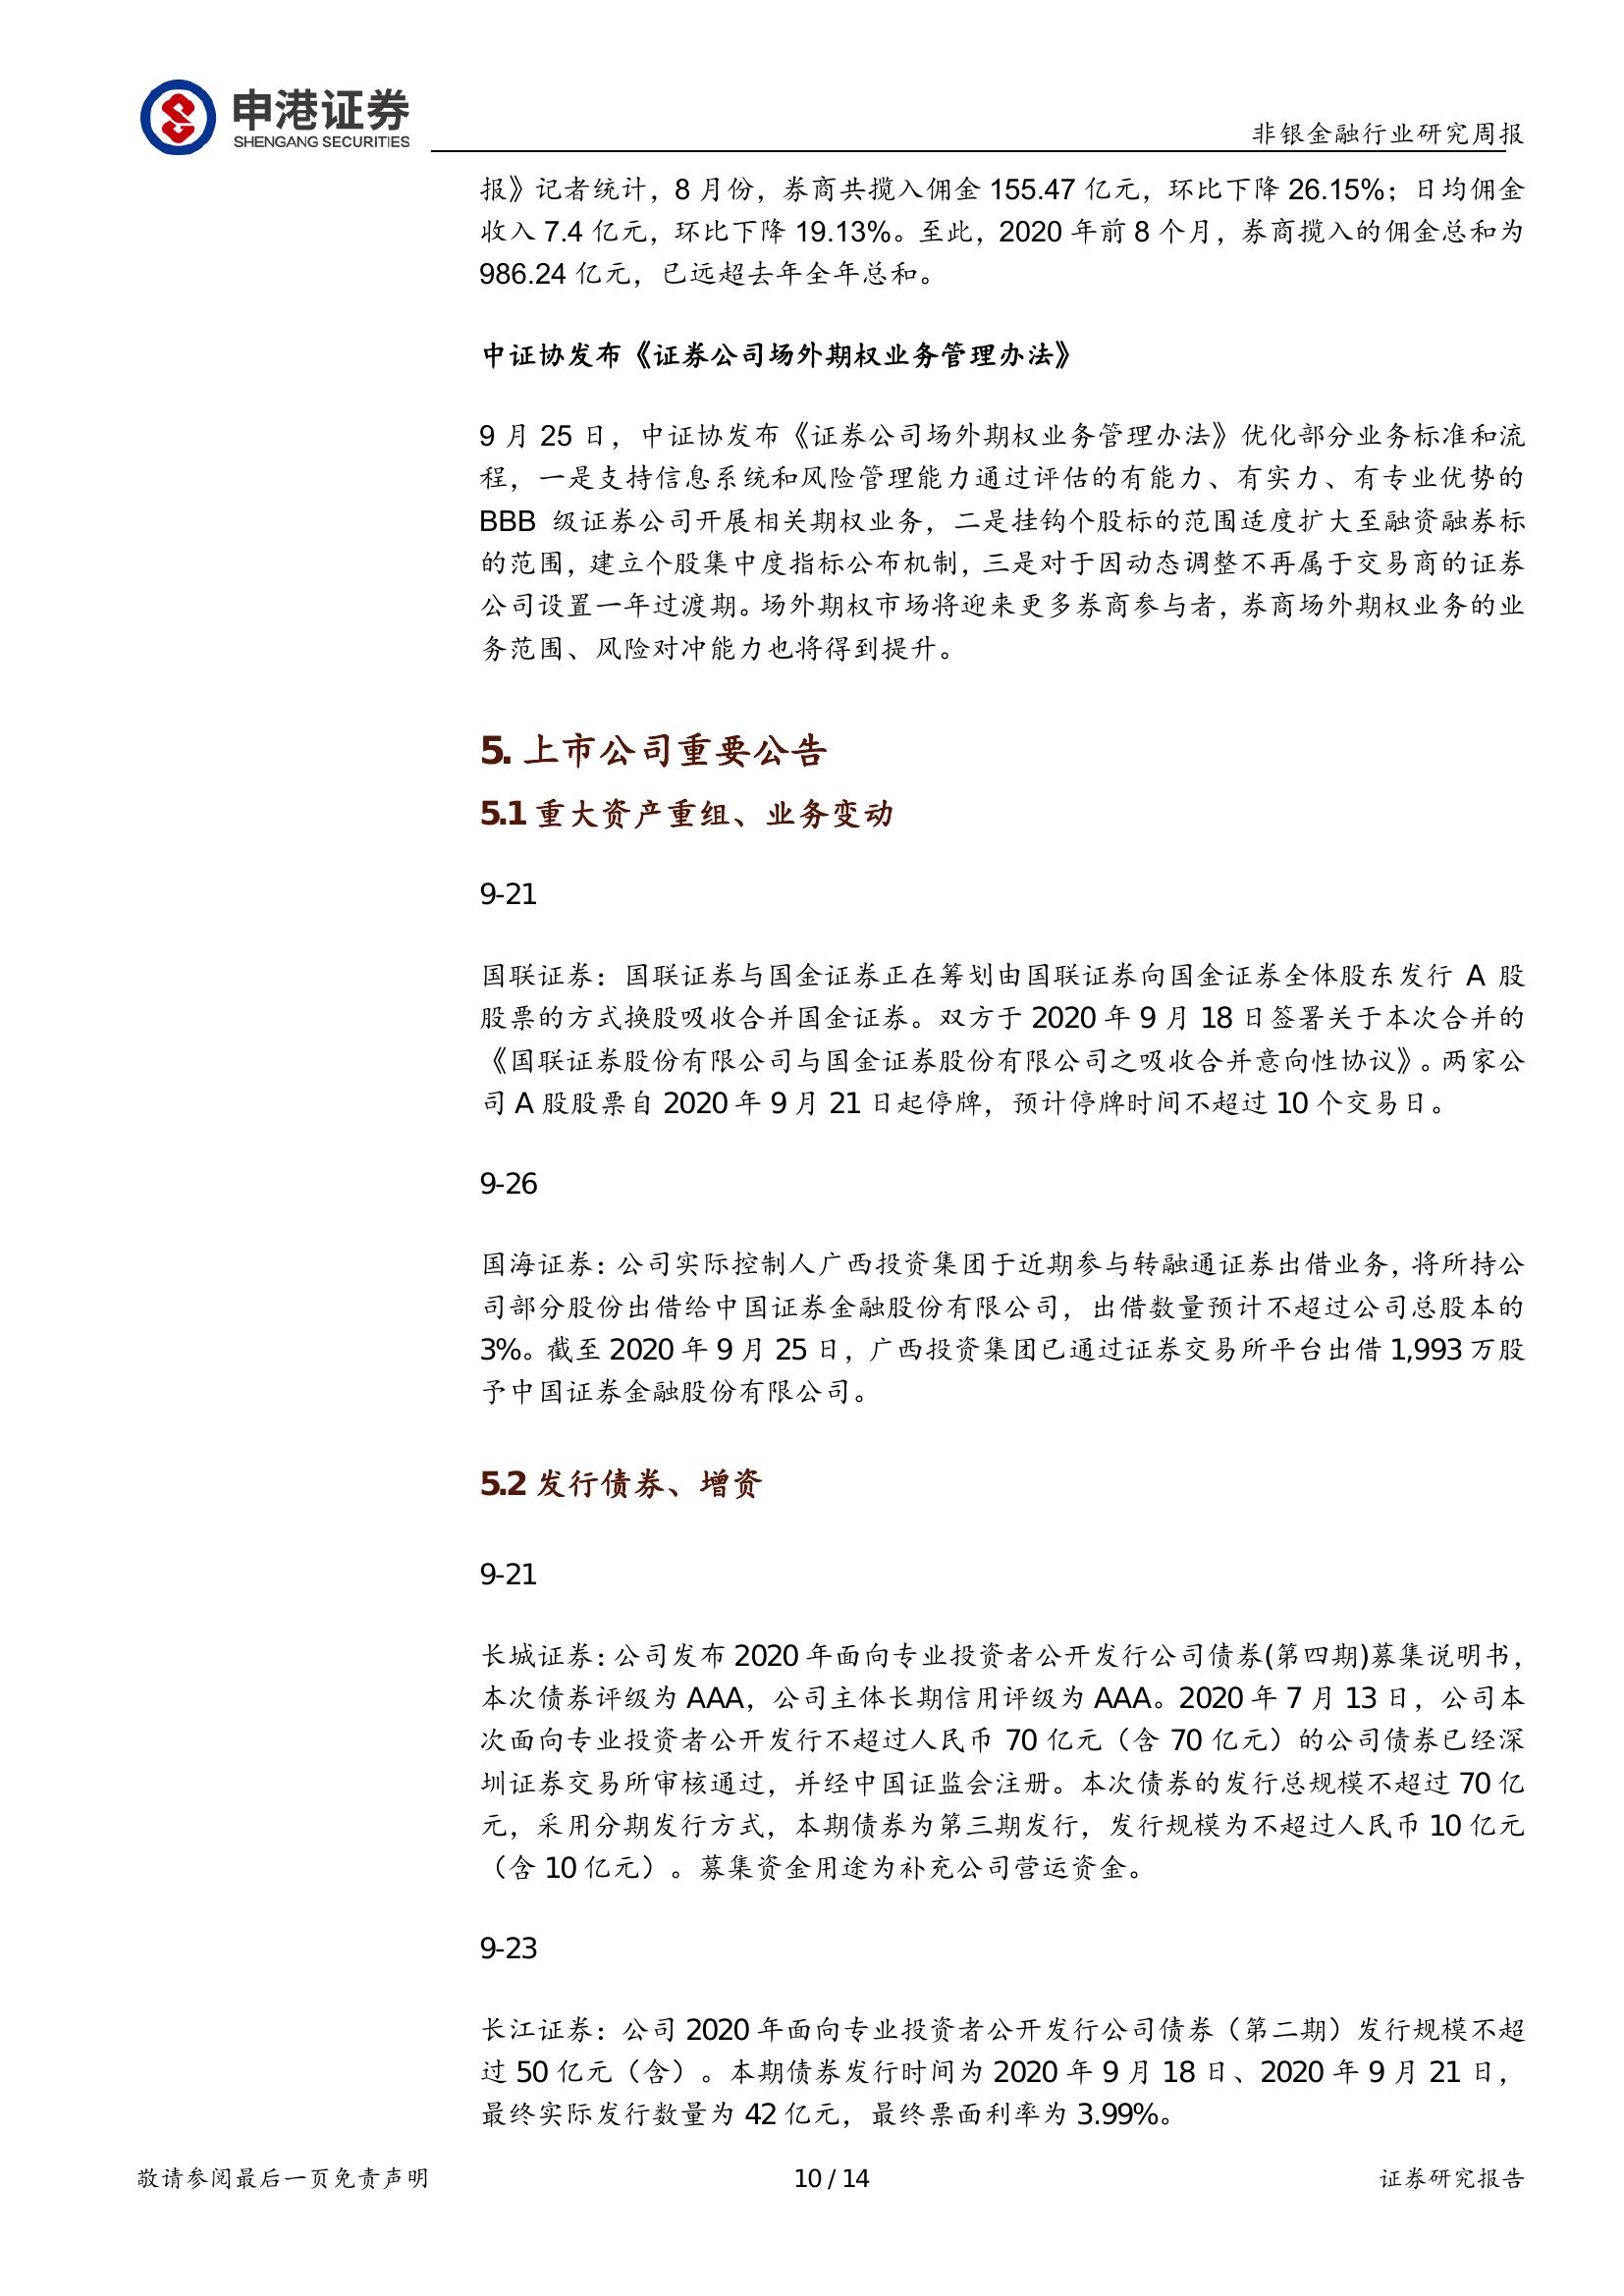 申港证券
SHENGANG SECURITIES
非银金融行业研究周报
报》记者统计，8 月份，券商共揽入佣金 155.47 亿元，环比下降 26.15%；日均佣金
收入 7.4 亿元，环比下降 19.13%。至此，2020 年前 8 个月，券商揽入的佣金总和为
986.24 亿元，已远超去年全年总和。
中证协发布《证券公司场外期权业务管理办法》
9 月 25 日，中证协发布《证券公司场外期权业务管理办法》优化部分业务标准和流
程，一是支持信息系统和风险管理能力通过评估的有能力、有实力、有专业优势的
BBB 级证券公司开展相关期权业务，二是挂钩个股标的范围适度扩大至融资融券标
的范围，建立个股集中度指标公布机制，三是对于因动态调整不再属于交易商的证券
公司设置一年过渡期。场外期权市场将迎来更多券商参与者，券商场外期权业务的业
务范围、风险对冲能力也将得到提升。
5. 上市公司重要公告
5.1 重大资产重组、业务变动
9-21
国联证券：国联证券与国金证券正在筹划由国联证券向国金证券全体股东发行 A 股
股票的方式换股吸收合并国金证券。双方于 2020 年 9 月 18 日签署关于本次合并的
《国联证券股份有限公司与国金证券股份有限公司之吸收合并意向性协议》。两家公
司 A 股股票自 2020 年 9 月 21 日起停牌，预计停牌时间不超过 10 个交易日。
9-26
国海证券：公司实际控制人广西投资集团于近期参与转融通证券出借业务，将所持公
司部分股份出借给中国证券金融股份有限公司，出借数量预计不超过公司总股本的
3%。截至 2020 年 9 月 25 日，广西投资集团已通过证券交易所平台出借 1,993 万股
予中国证券金融股份有限公司。
5.2 发行债券、增资
9-21
长城证券：公司发布 2020 年面向专业投资者公开发行公司债券(第四期)募集说明书，
本次债券评级为 AAA，公司主体长期信用评级为 AAA。2020 年 7 月 13 日，公司本
次面向专业投资者公开发行不超过人民币 70 亿元（含 70 亿元）的公司债券已经深
圳证券交易所审核通过，并经中国证监会注册。本次债券的发行总规模不超过 70 亿
元，采用分期发行方式，本期债券为第三期发行，发行规模为不超过人民币 10 亿元
（含 10 亿元）。募集资金用途为补充公司营运资金。
9-23
长江证券：公司 2020 年面向专业投资者公开发行公司债券（第二期）发行规模不超
过 50 亿元（含）。本期债券发行时间为 2020 年 9 月 18 日、2020 年 9 月 21 日，
最终实际发行数量为 42 亿元，最终票面利率为 3.99%。
敬请参阅最后一页免责声明
10 / 14
证券研究报告